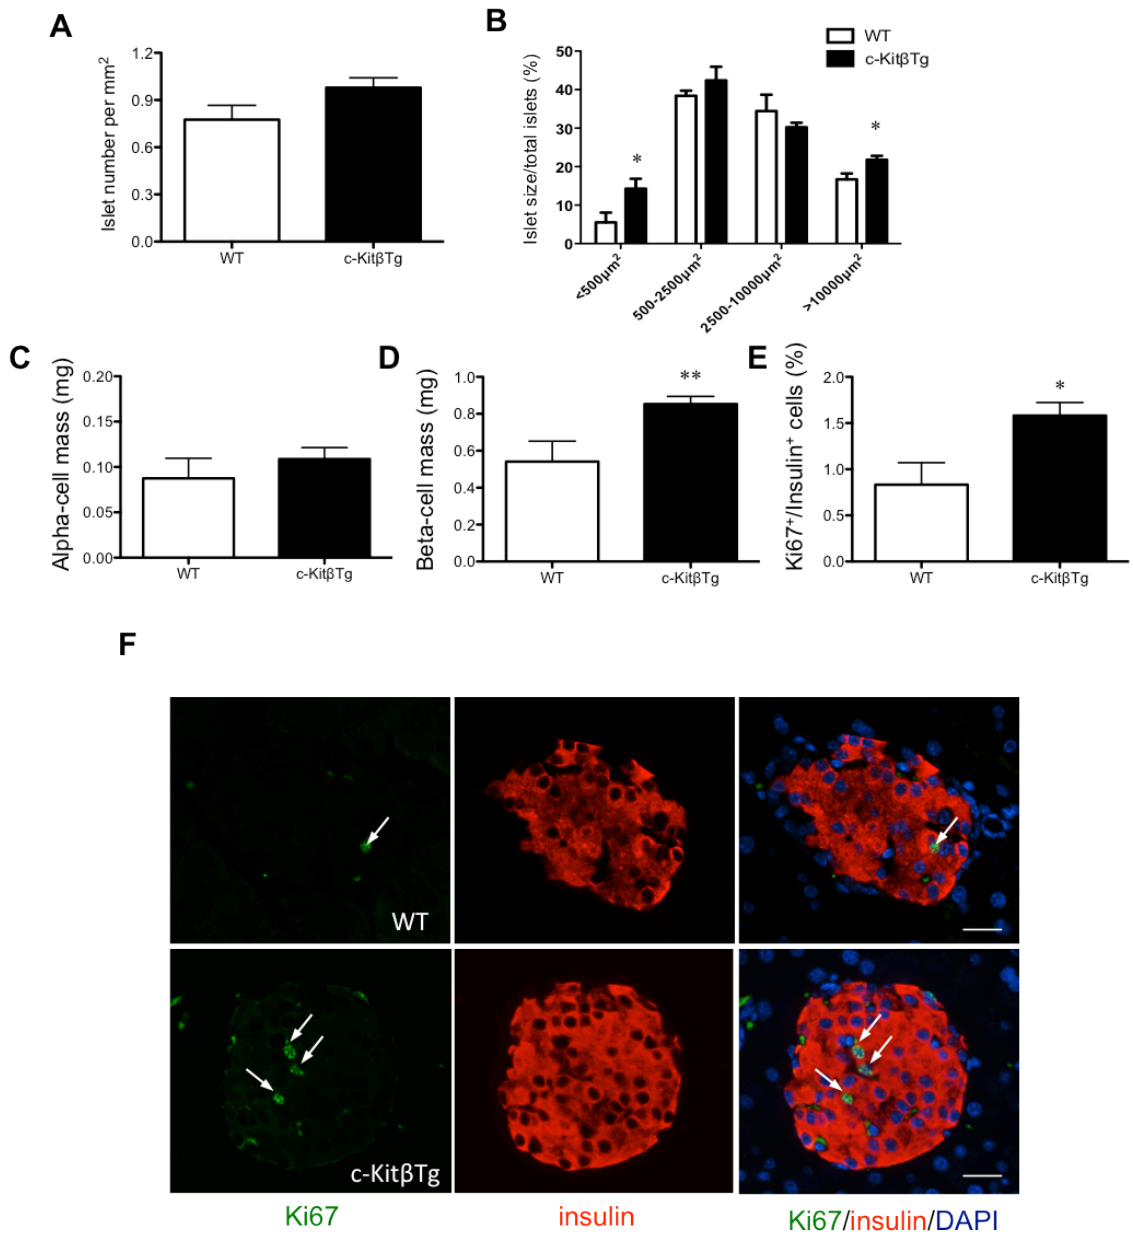 A
Islet number per mm²
1.2
0.9
0.6
0.3
0.0
WT
c-KitβTg
B
WT
c-KitβTg
Islet size/total islets (%)
50
40
30
20
10
0
*
*
<500µm²
500-2500µm²
2500-10000µm²
>10000µm²
C
Alpha-cell mass (mg)
0.20
0.15
0.10
0.05
0.00
WT
c-KitβTg
D
Beta-cell mass (mg)
1.0
0.8
0.6
0.4
0.2
0.0
**
WT
c-KitβTg
E
Ki67⁺/Insulin⁺ cells (%)
2.0
1.5
1.0
0.5
0.0
*
WT
c-KitβTg
F
WT
c-KitβTg
Ki67
insulin
Ki67/insulin/DAPI